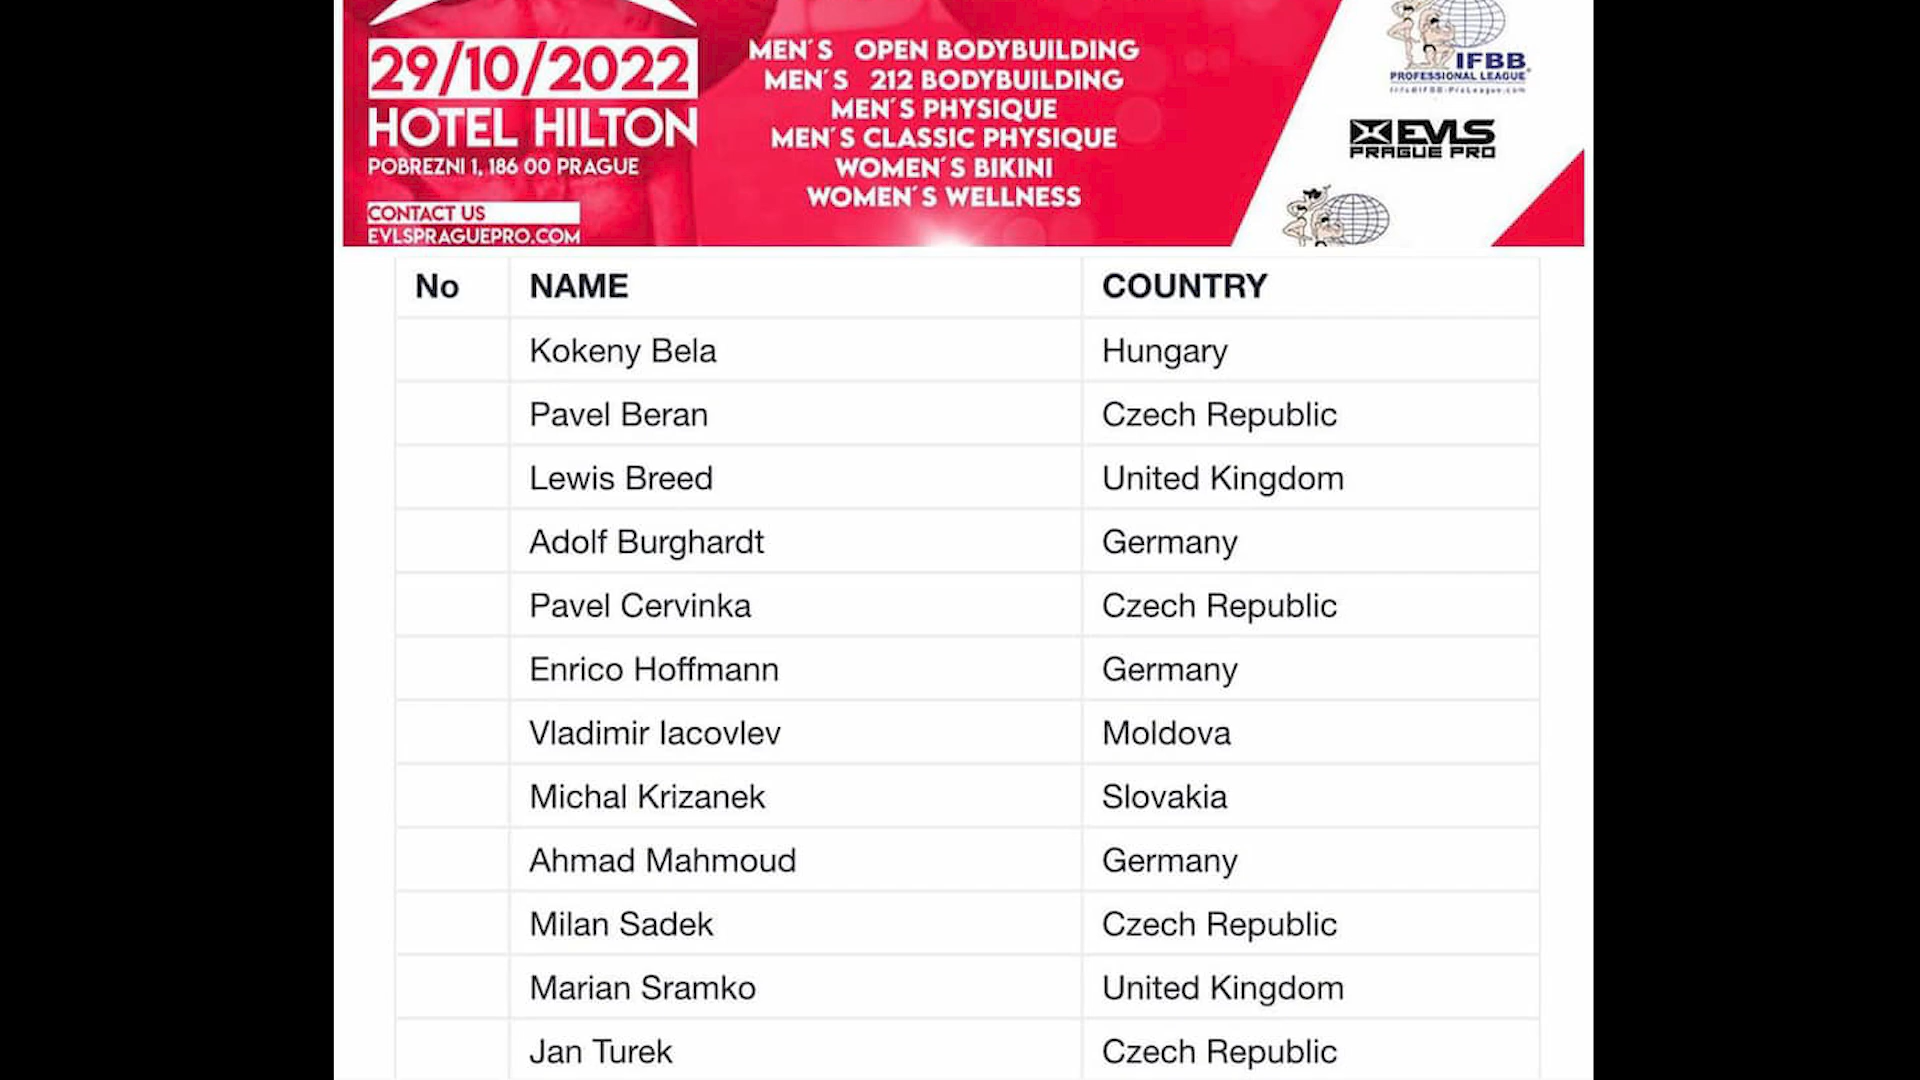 29/10/2022
HOTEL HILTON
POBREZNI 1, 186 00 PRAGUE
CONTACT US
EVLSPRAGUEPRO.COM
MEN´S OPEN BODYBUILDING
MEN´S 212 BODYBUILDING
MEN´S PHYSIQUE
MEN´S CLASSIC PHYSIQUE
WOMEN´S BIKINI
WOMEN´S WELLNESS
IFBB
PROFESSIONAL LEAGUE
EVLS
PRAGUE PRO
No NAME COUNTRY
Kokeny Bela Hungary
Pavel Beran Czech Republic
Lewis Breed United Kingdom
Adolf Burghardt Germany
Pavel Cervinka Czech Republic
Enrico Hoffmann Germany
Vladimir Iacovlev Moldova
Michal Krizanek Slovakia
Ahmad Mahmoud Germany
Milan Sadek Czech Republic
Marian Sramko United Kingdom
Jan Turek Czech Republic